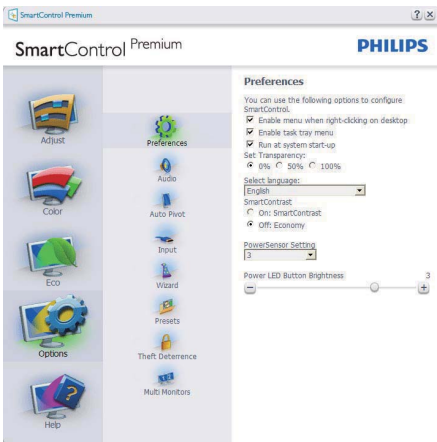 SmartControl Premium
SmartControl Premium
PHILIPS
Adjust
Color
Eco
Options
Help
Preferences
Audio
Auto Pivot
Input
Wizard
Presets
Theft Deterrence
Multi Monitors
Preferences
You can use the following options to configure
SmartControl.
Enable menu when right-clicking on desktop
Enable task tray menu
Run at system start-up
Set Transparency:
0% 50% 100%
Select language:
English
SmartContrast
On: SmartContrast
Off: Economy
PowerSensor Setting
3
Power LED Button Brightness 3